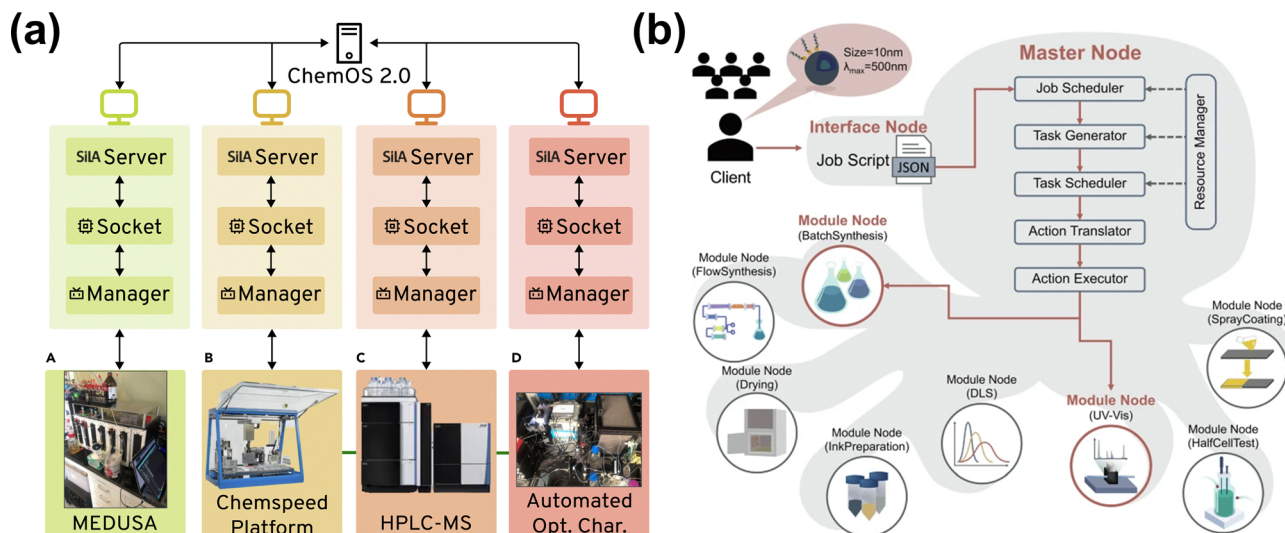 (a)
ChemOS 2.0
SiLA Server
SiLA Server
SiLA Server
SiLA Server
Socket
Socket
Socket
Socket
Manager
Manager
Manager
Manager
A
B
C
D
MEDUSA
Chemspeed
Platform
HPLC-MS
Automated
Opt. Char.
(b)
Size=10nm
λmax=500nm
Client
Interface Node
Job Script
JSON
Master Node
Job Scheduler
Task Generator
Task Scheduler
Action Translator
Action Executor
Resource Manager
Module Node
(BatchSynthesis)
Module Node
(FlowSynthesis)
Module Node
(Drying)
Module Node
(InkPreparation)
Module Node
(DLS)
Module Node
(UV-Vis)
Module Node
(SprayCoating)
Module Node
(HalfCellTest)